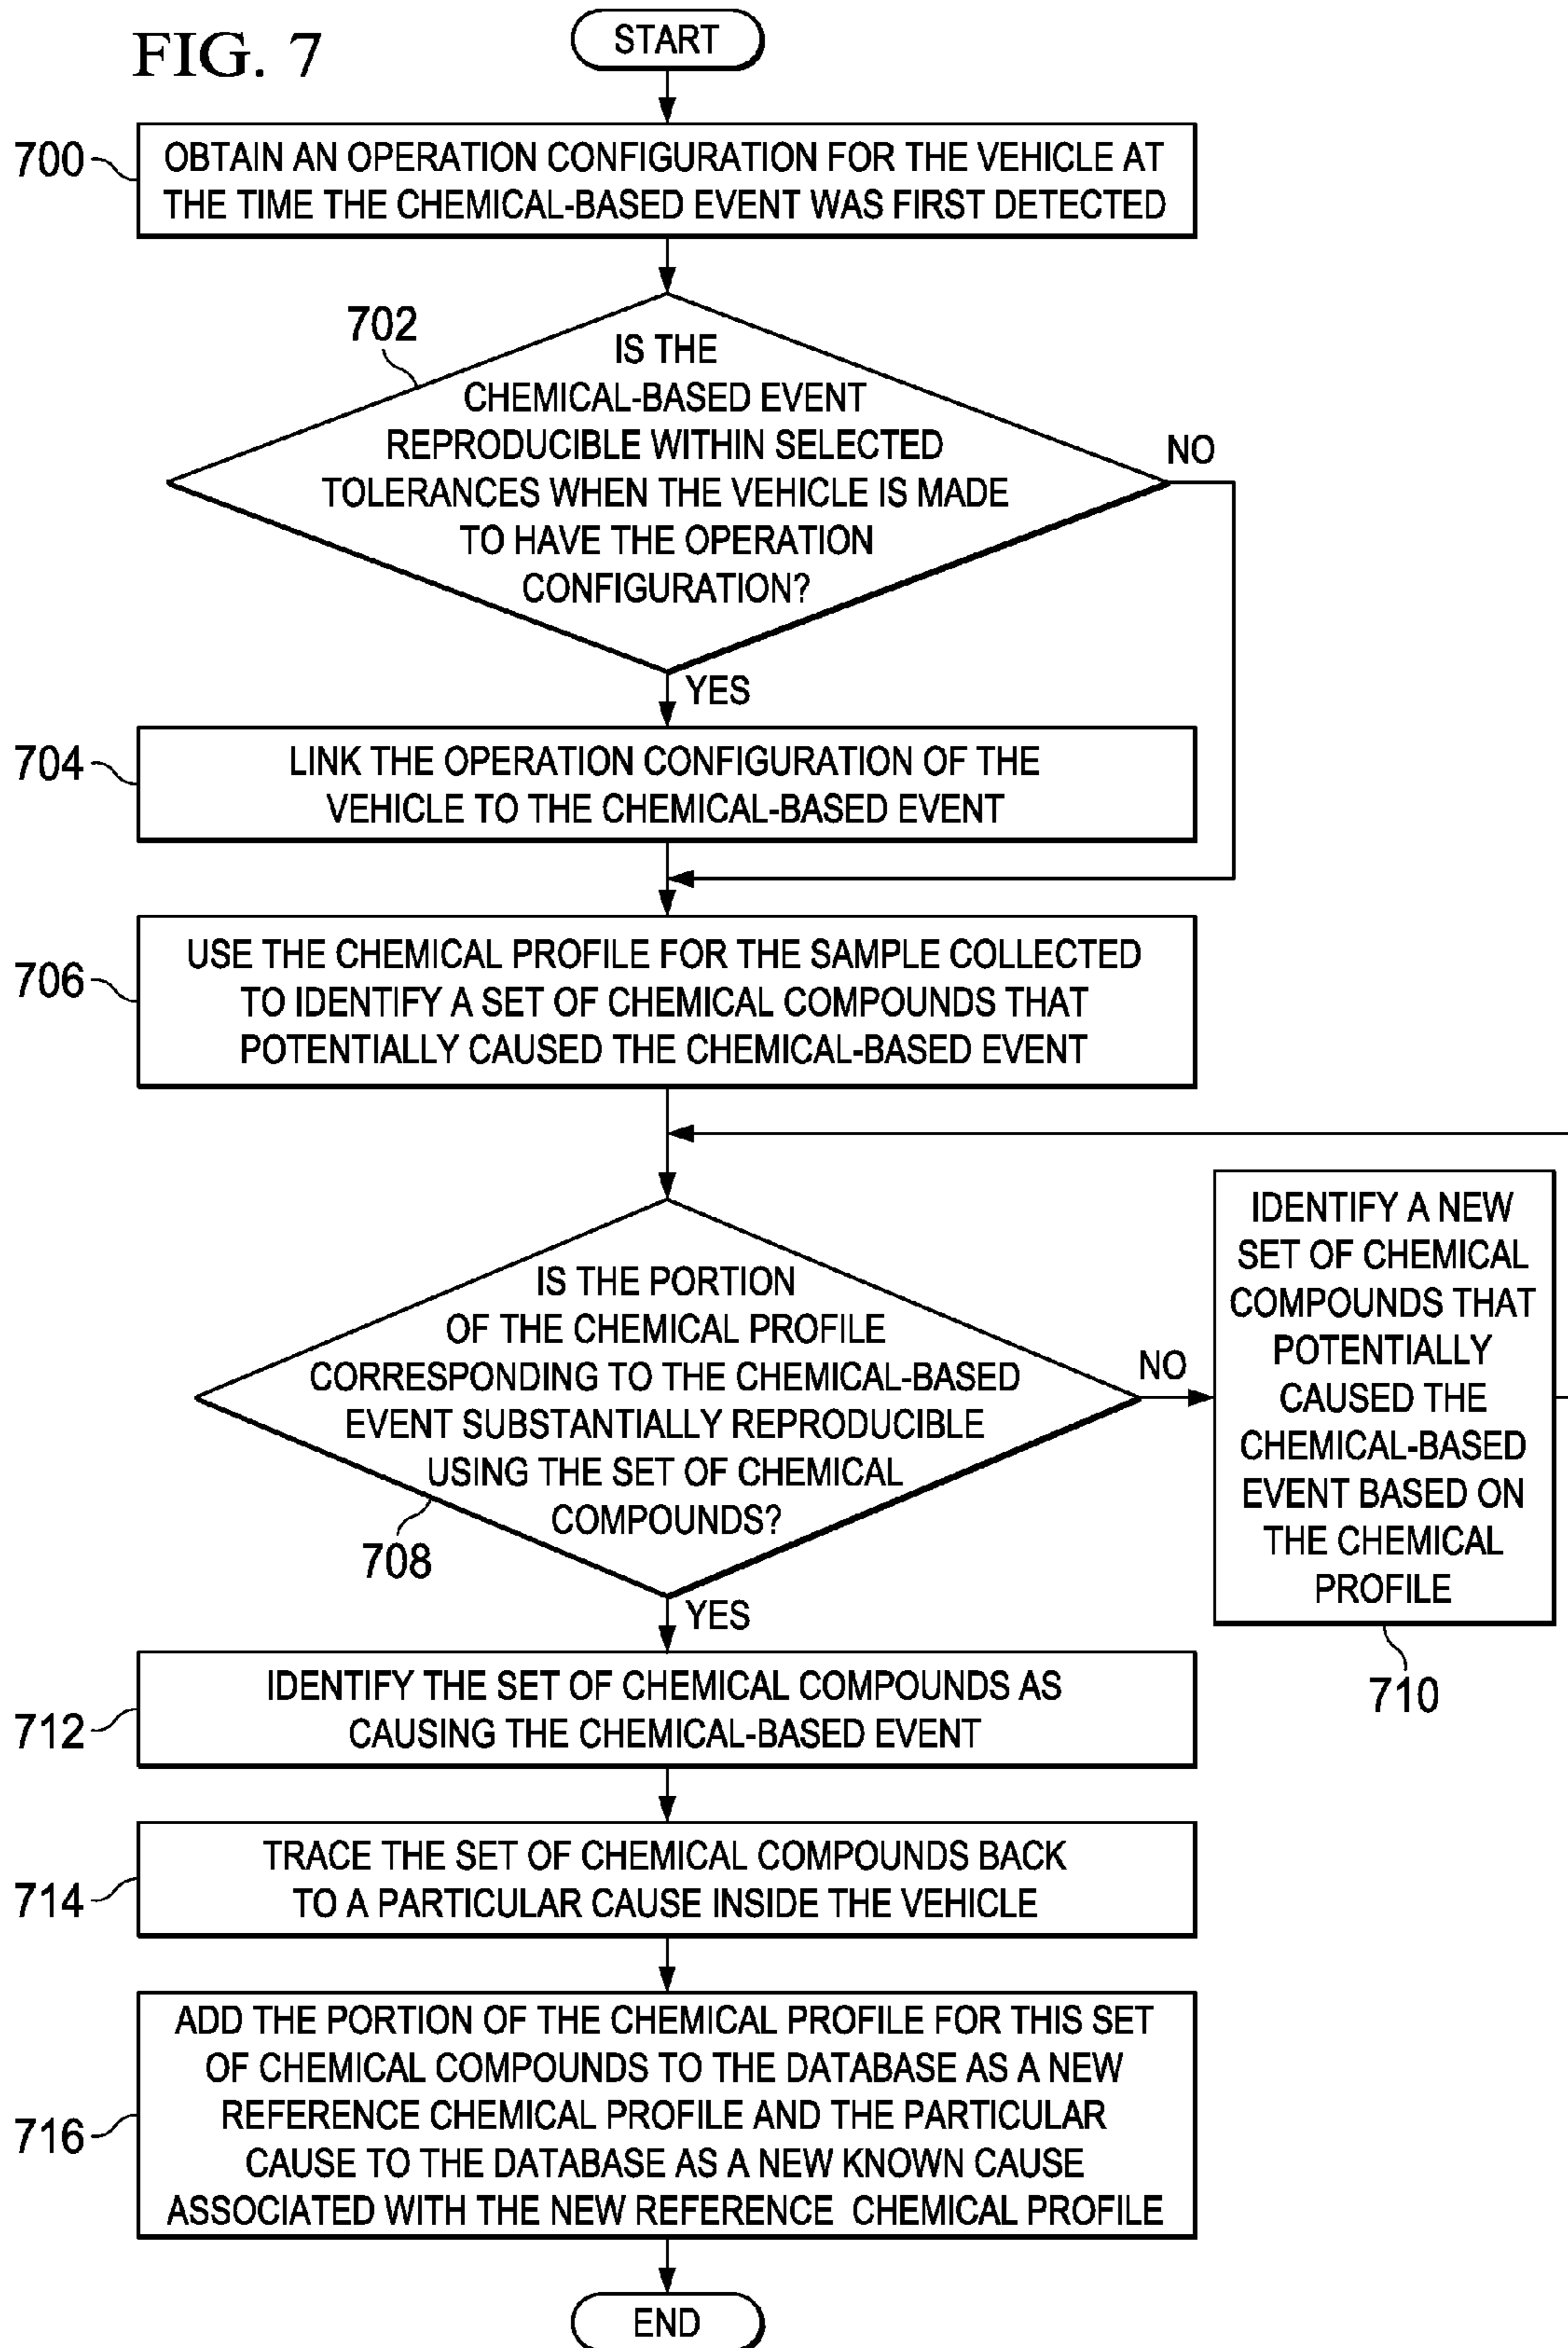 FIG. 7
START
700
OBTAIN AN OPERATION CONFIGURATION FOR THE VEHICLE AT
THE TIME THE CHEMICAL-BASED EVENT WAS FIRST DETECTED
702
IS THE
CHEMICAL-BASED EVENT
REPRODUCIBLE WITHIN SELECTED
TOLERANCES WHEN THE VEHICLE IS MADE
TO HAVE THE OPERATION
CONFIGURATION?
NO
YES
704
LINK THE OPERATION CONFIGURATION OF THE
VEHICLE TO THE CHEMICAL-BASED EVENT
706
USE THE CHEMICAL PROFILE FOR THE SAMPLE COLLECTED
TO IDENTIFY A SET OF CHEMICAL COMPOUNDS THAT
POTENTIALLY CAUSED THE CHEMICAL-BASED EVENT
IS THE PORTION
OF THE CHEMICAL PROFILE
CORRESPONDING TO THE CHEMICAL-BASED
EVENT SUBSTANTIALLY REPRODUCIBLE
USING THE SET OF CHEMICAL
COMPOUNDS?
708
NO
IDENTIFY A NEW
SET OF CHEMICAL
COMPOUNDS THAT
POTENTIALLY
CAUSED THE
CHEMICAL-BASED
EVENT BASED ON
THE CHEMICAL
PROFILE
710
YES
712
IDENTIFY THE SET OF CHEMICAL COMPOUNDS AS
CAUSING THE CHEMICAL-BASED EVENT
714
TRACE THE SET OF CHEMICAL COMPOUNDS BACK
TO A PARTICULAR CAUSE INSIDE THE VEHICLE
716
ADD THE PORTION OF THE CHEMICAL PROFILE FOR THIS SET
OF CHEMICAL COMPOUNDS TO THE DATABASE AS A NEW
REFERENCE CHEMICAL PROFILE AND THE PARTICULAR
CAUSE TO THE DATABASE AS A NEW KNOWN CAUSE
ASSOCIATED WITH THE NEW REFERENCE CHEMICAL PROFILE
END